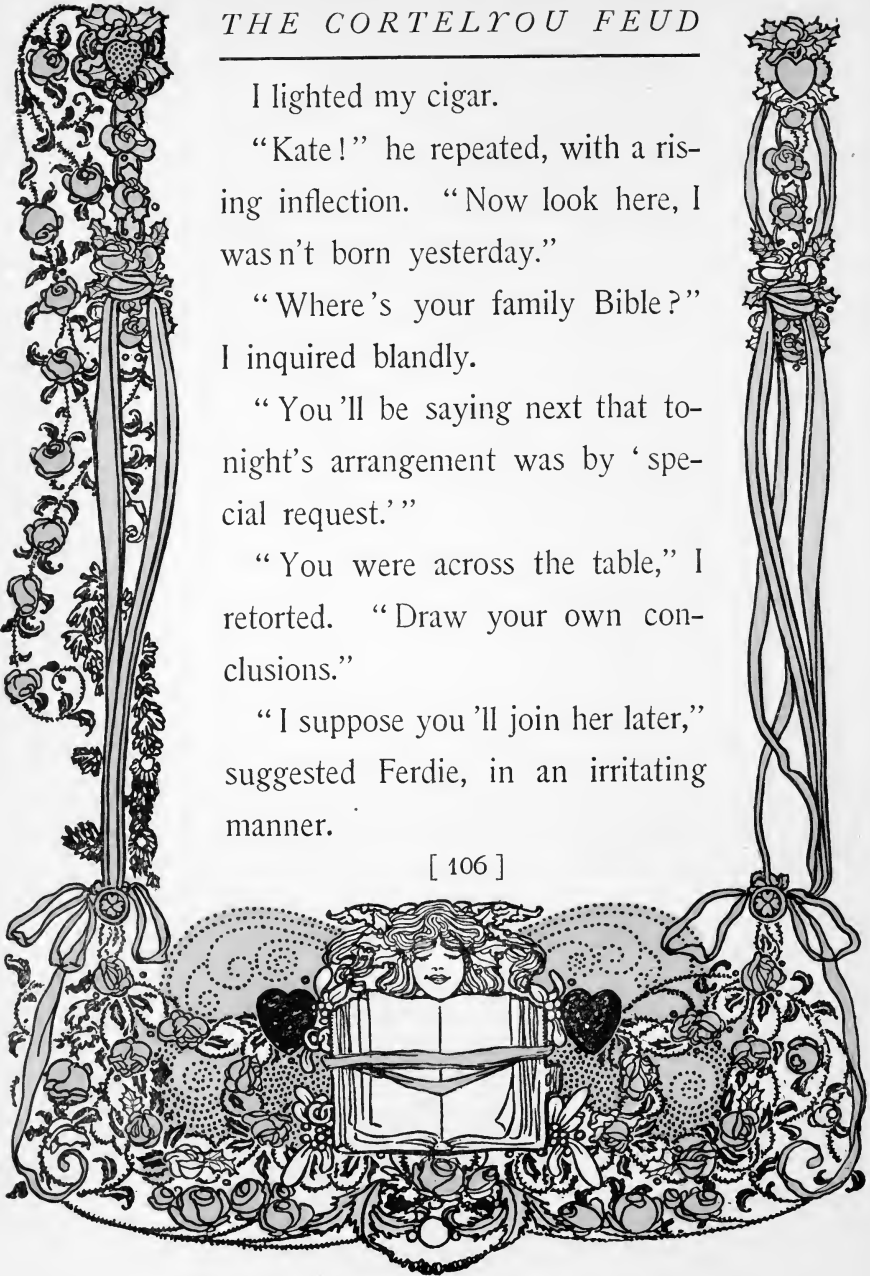 THE CORTELYOU FEUD
I lighted my cigar.
“Kate!” he repeated, with a ris-
ing inflection. “Now look here, I
was n't born yesterday.”
“Where 's your family Bible?”
I inquired blandly.
“You 'll be saying next that to-
night's arrangement was by ‘spe-
cial request.’”
“You were across the table,” I
retorted. “Draw your own con-
clusions.”
“I suppose you 'll join her later,”
suggested Ferdie, in an irritating
manner.
[ 106 ]